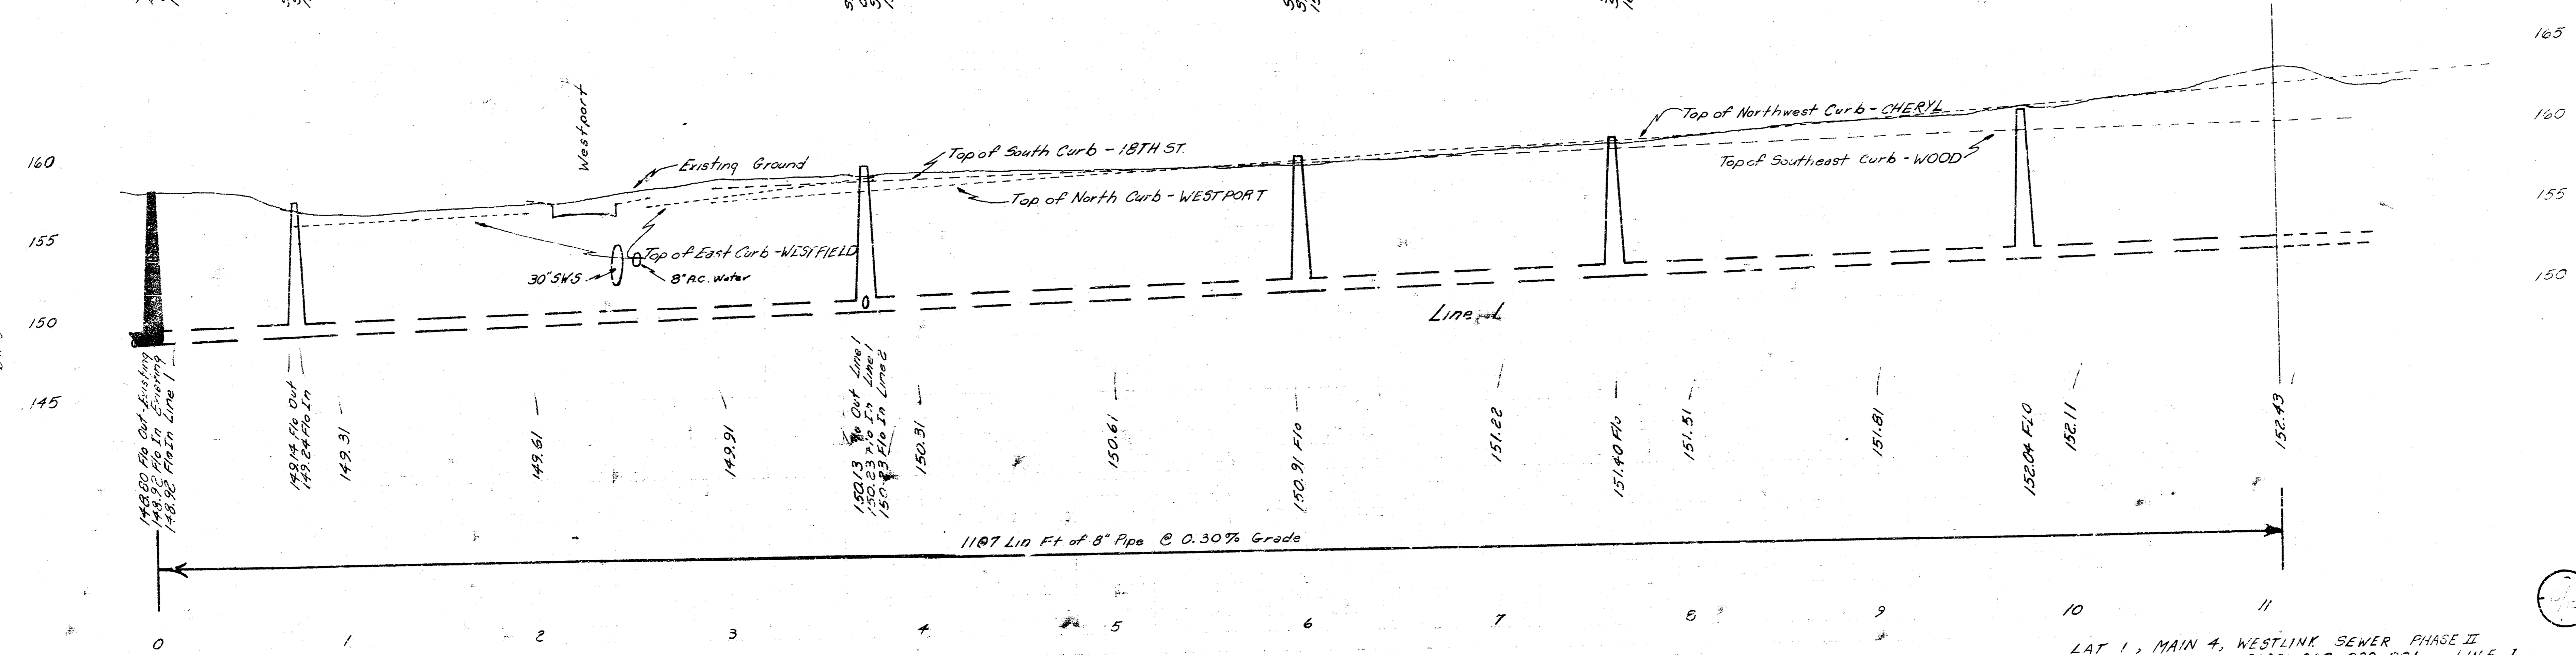 165
160
155
150
160
155
150
145
Westport
Existing Ground
Top of South Curb - 18TH ST.
Top of North Curb - WESTPORT
Top of East Curb - WESTFIELD
30" SWS
8" A.C. Water
Top of Northwest Curb - CHERYL
Top of Southeast Curb - WOOD
Line
148.80 Flo Out Existing
148.92 Flo In Existing
148.92 Flo In Line 1
149.14 Flo Out
149.24 Flo In
149.31
149.61
149.91
150.13 Flo Out Line 1
150.23 Flo In Line 1
150.23 Flo In Line 2
150.31
150.61
150.91 Flo
151.22
151.40 Flo
151.51
151.81
152.04 FLO
152.11
152.43
Lin Ft of 8" Pipe @ 0.30% Grade
0
1
2
3
4
5
6
7
8
9
10
11
LAT 1, MAIN 4, WESTLINK SEWER PHASE II